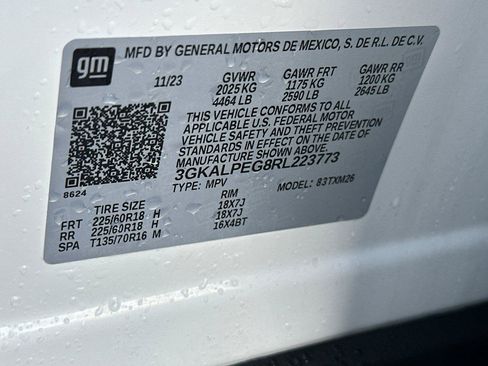 gm
MFD BY GENERAL MOTORS DE MEXICO, S. DE R.L. DE C.V.
11/23 GVWR GAWR FRT GAWR RR
2025 KG 1175 KG 1200 KG
4464 LB 2590 LB 2645 LB
THIS VEHICLE CONFORMS TO ALL
APPLICABLE U.S. FEDERAL MOTOR
VEHICLE SAFETY AND THEFT PREVENTION
STANDARDS IN EFFECT ON THE DATE OF
MANUFACTURE SHOWN ABOVE.
3GKALPEG8RL223773
8624
TYPE: MPV MODEL: 83TXM26
TIRE SIZE RIM
FRT 225/60R18 H 18X7J
RR 225/60R18 H 18X7J
SPA T135/70R16 M 16X4BT